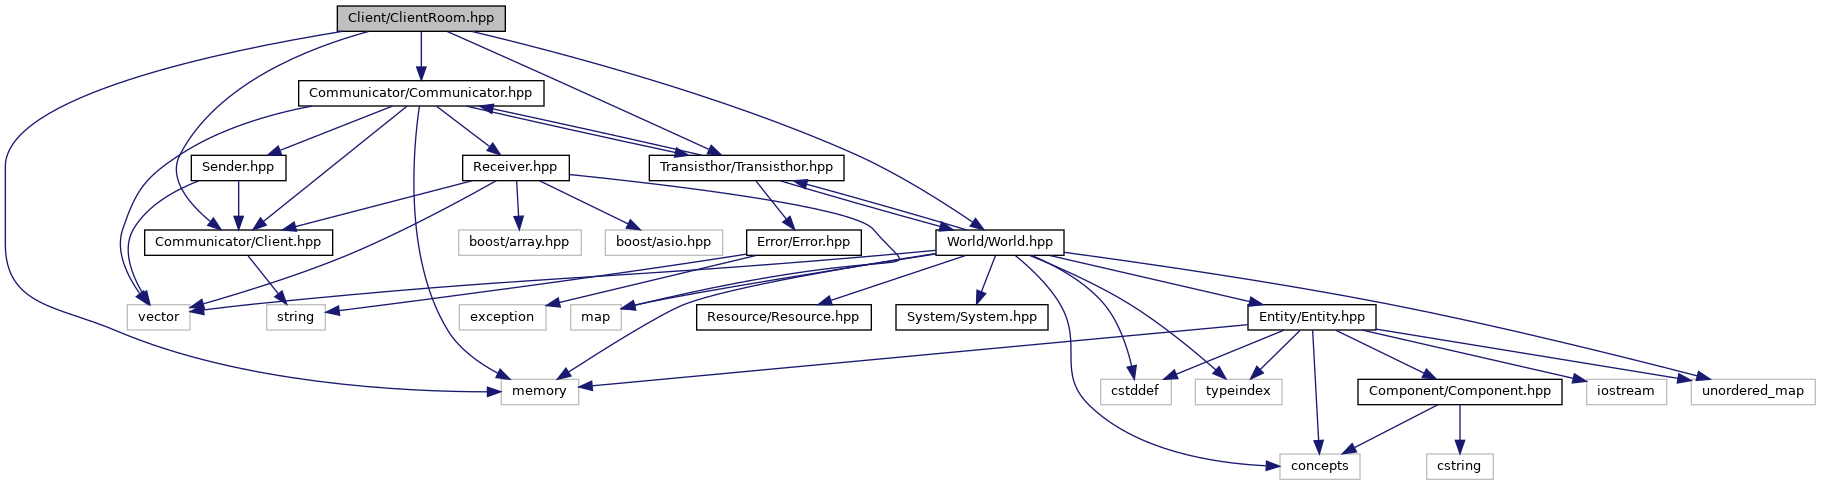 Client/ClientRoom.hpp
Communicator/Communicator.hpp
Sender.hpp
Receiver.hpp
Transisthor/Transisthor.hpp
Communicator/Client.hpp
boost/array.hpp
boost/asio.hpp
Error/Error.hpp
World/World.hpp
vector
string
exception
map
Resource/Resource.hpp
System/System.hpp
Entity/Entity.hpp
memory
cstddef
typeindex
Component/Component.hpp
iostream
unordered_map
concepts
cstring